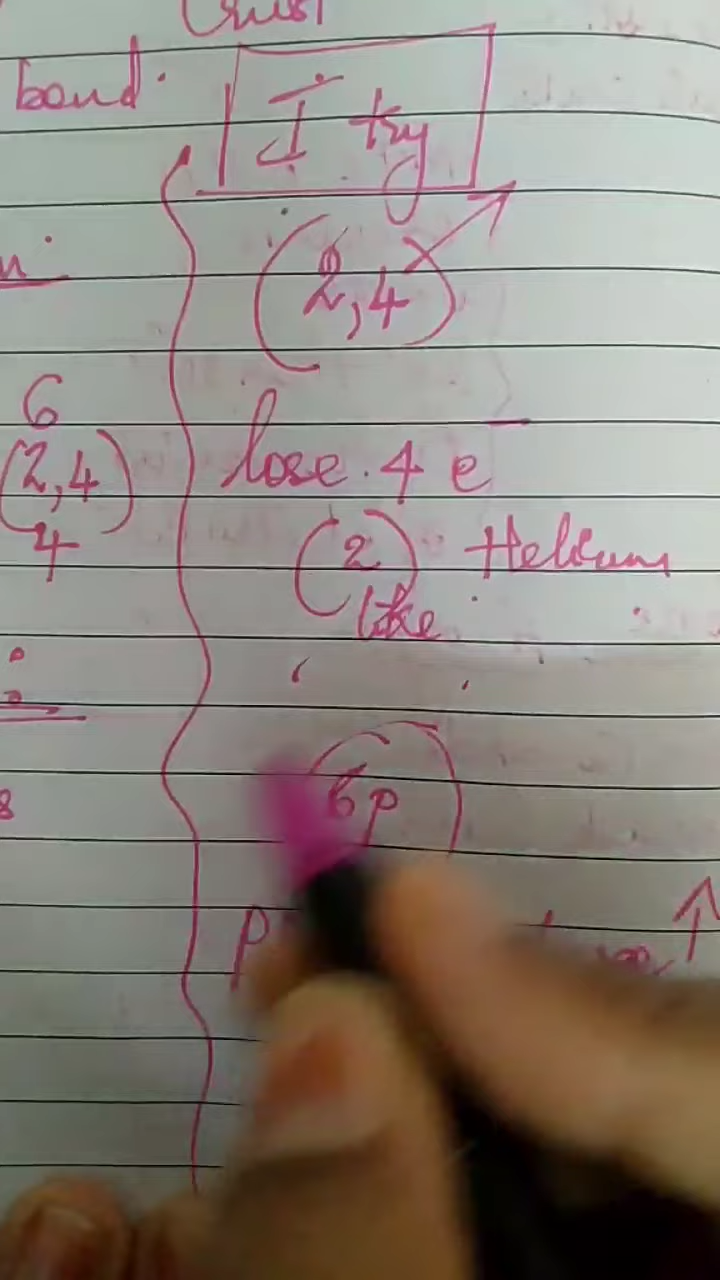 bond.
I try
(2,4)
6
(2,4)
4
lose 4 e
(2) Helium
like
6p